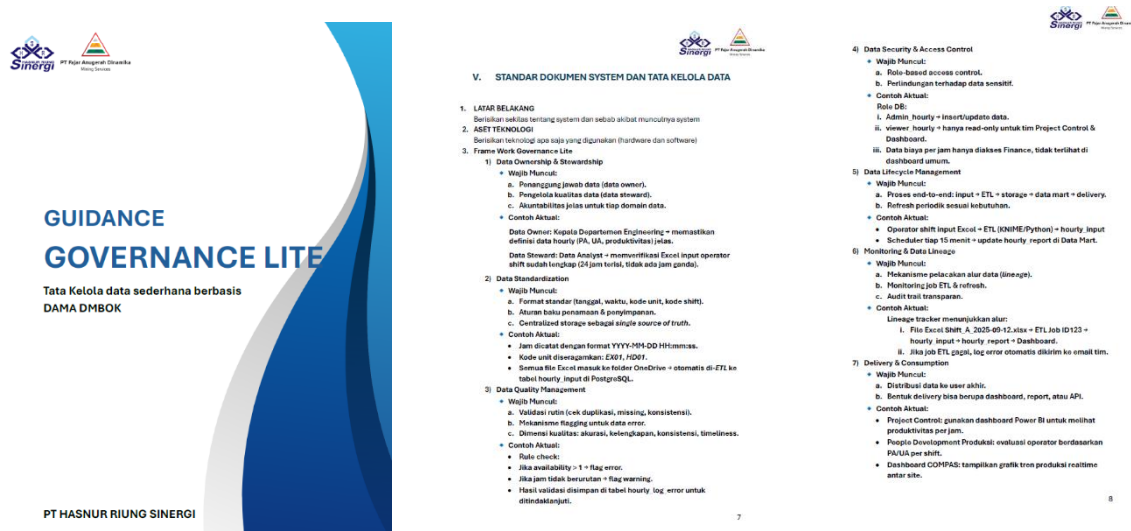 Sinergi
PT Fajar Anugerah Dinamika
Mining Services
GUIDANCE
GOVERNANCE LITE
Tata Kelola data sederhana berbasis
DAMA DMBOK
PT HASNUR RIUNG SINERGI
Sinergi
PT Fajar Anugerah Dinamika
Mining Services
V. STANDAR DOKUMEN SYSTEM DAN TATA KELOLA DATA
1. LATAR BELAKANG
Berisikan sekilas tentang system dan sebab akibat munculnya system
2. ASET TEKNOLOGI
Berisikan teknologi apa saja yang digunakan (hardware dan software)
3. Frame Work Governance Lite
1) Data Ownership & Stewardship
Wajib Muncul:
a. Penanggung jawab data (data owner).
b. Pengelola kualitas data (data steward).
c. Akuntabilitas jelas untuk tiap domain data.
Contoh Aktual:
Data Owner: Kepala Departemen Engineering → memastikan
definisi data hourly (PA, UA, produktivitas) jelas.
Data Steward: Data Analyst → memverifikasi Excel input operator
shift sudah lengkap (24 jam terisi, tidak ada jam ganda).
2) Data Standardization
Wajib Muncul:
a. Format standar (tanggal, waktu, kode unit, kode shift).
b. Aturan baku penamaan & penyimpanan.
c. Centralized storage sebagai single source of truth.
Contoh Aktual:
• Jam dicatat dengan format YYYY-MM-DD HH:mm:ss.
• Kode unit diseragamkan: EX01, HD01.
• Semua file Excel masuk ke folder OneDrive → otomatis di-ETL ke
tabel hourly_input di PostgreSQL.
3) Data Quality Management
Wajib Muncul:
a. Validasi rutin (cek duplikasi, missing, konsistensi).
b. Mekanisme flagging untuk data error.
c. Dimensi kualitas: akurasi, kelengkapan, konsistensi, timeliness.
Contoh Aktual:
• Rule check:
• Jika availability > 1 → flag error.
• Jika jam tidak berurutan → flag warning.
• Hasil validasi disimpan di tabel hourly_log_error untuk
ditindaklanjuti.
7
Sinergi
PT Fajar Anugerah Dinam
Mining Services
4) Data Security & Access Control
Wajib Muncul:
a. Role-based access control.
b. Perlindungan terhadap data sensitif.
Contoh Aktual:
Role DB:
i. Admin_hourly → insert/update data.
ii. viewer_hourly → hanya read-only untuk tim Project Control &
Dashboard.
iii. Data biaya per jam hanya diakses Finance, tidak terlihat di
dashboard umum.
5) Data Lifecycle Management
Wajib Muncul:
a. Proses end-to-end: input → ETL → storage → data mart → delivery.
b. Refresh periodik sesuai kebutuhan.
Contoh Aktual:
• Operator shift input Excel → ETL (KNIME/Python) → hourly_input
• Scheduler tiap 15 menit → update hourly_report di Data Mart.
6) Monitoring & Data Lineage
Wajib Muncul:
a. Mekanisme pelacakan alur data (lineage).
b. Monitoring job ETL & refresh.
c. Audit trail transparan.
Contoh Aktual:
Lineage tracker menunjukkan alur:
i. File Excel Shift_A_2025-09-12.xlsx → ETL Job ID123 →
hourly_input → hourly_report → Dashboard.
ii. Jika job ETL gagal, log error otomatis dikirim ke email tim.
7) Delivery & Consumption
Wajib Muncul:
a. Distribusi data ke user akhir.
b. Bentuk delivery bisa berupa dashboard, report, atau API.
Contoh Aktual:
• Project Control: gunakan dashboard Power BI untuk melihat
produktivitas per jam.
• People Development Produksi: evaluasi operator berdasarkan
PA/UA per shift.
• Dashboard COMPAS: tampilkan grafik tren produksi realtime
antar site.
8